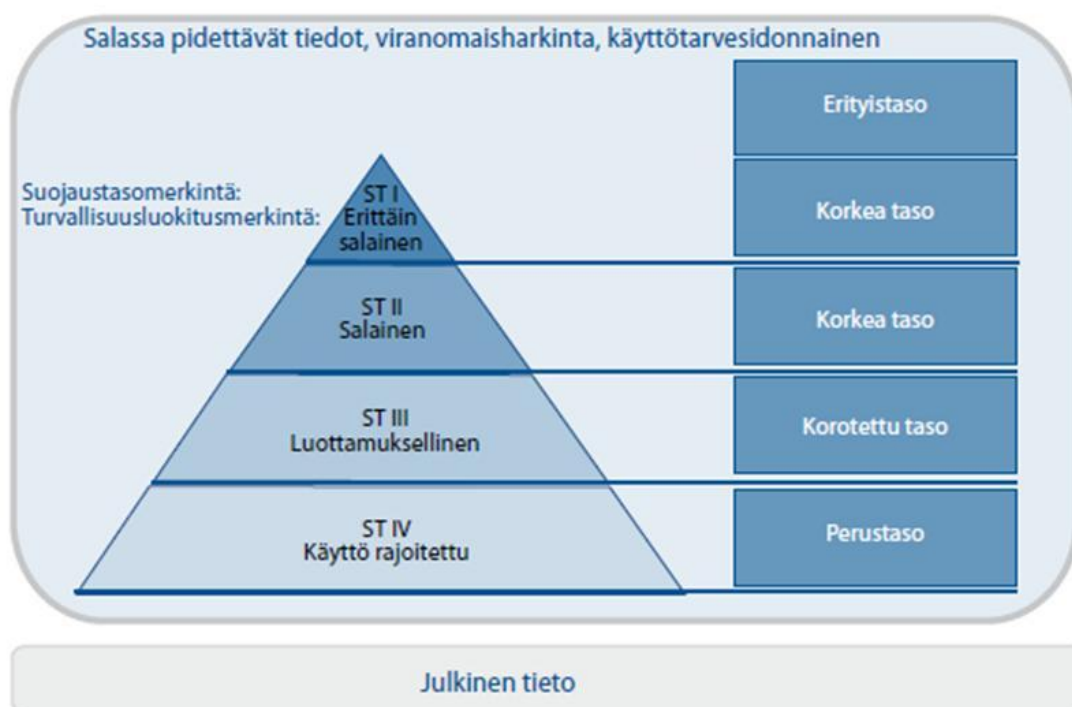 Salassa pidettävät tiedot, viranomaisharkinta, käyttötarvesidonnainen
Erityistaso
Suojaustasomerkintä:
Turvallisuusluokitusmerkintä:
ST I
Erittäin
salainen
Korkea taso
ST II
Salainen
Korkea taso
ST III
Luottamuksellinen
Korotettu taso
ST IV
Käyttö rajoitettu
Perustaso
Julkinen tieto